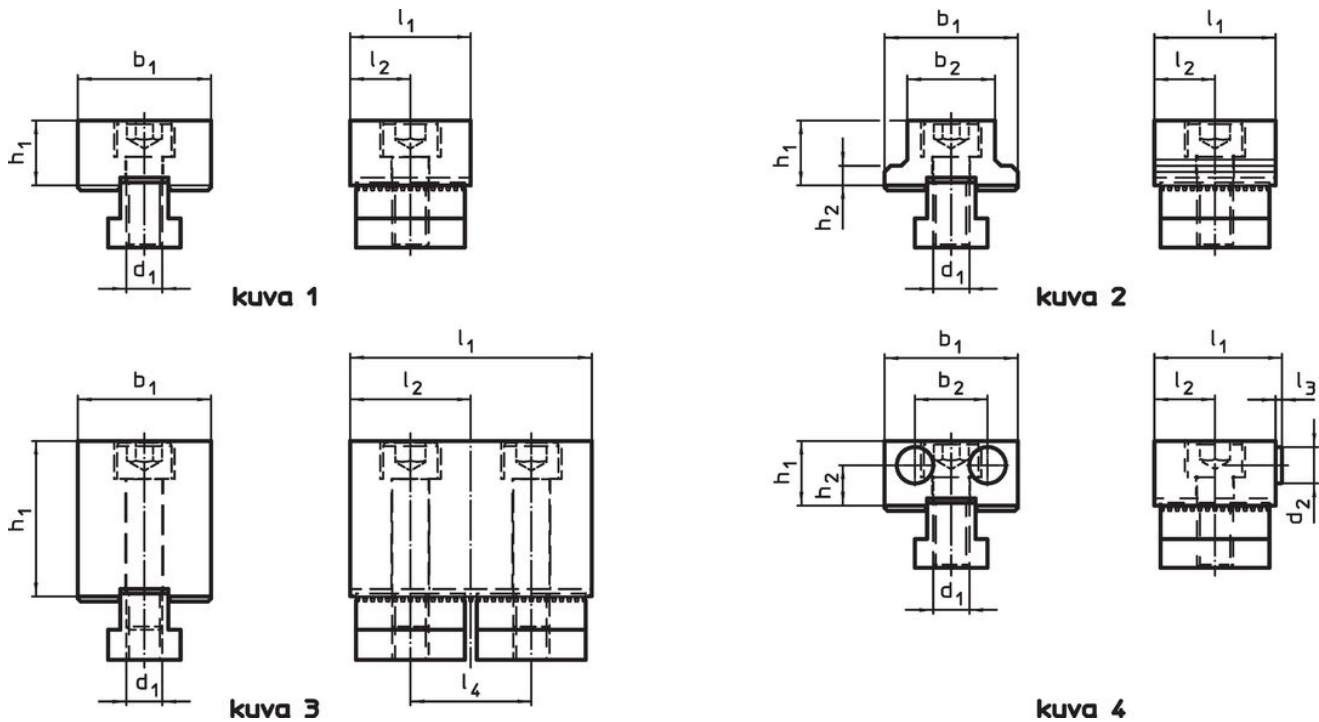 l₁
b₁
l₂
h₁
d₁
kuva 1
b₁
l₁
b₂
l₂
h₁
h₂
d₁
kuva 2
l₁
b₁
l₂
h₁
d₁
l₄
kuva 3
b₁
l₁
b₂
l₂
l₃
h₁
h₂
d₂
d₁
kuva 4